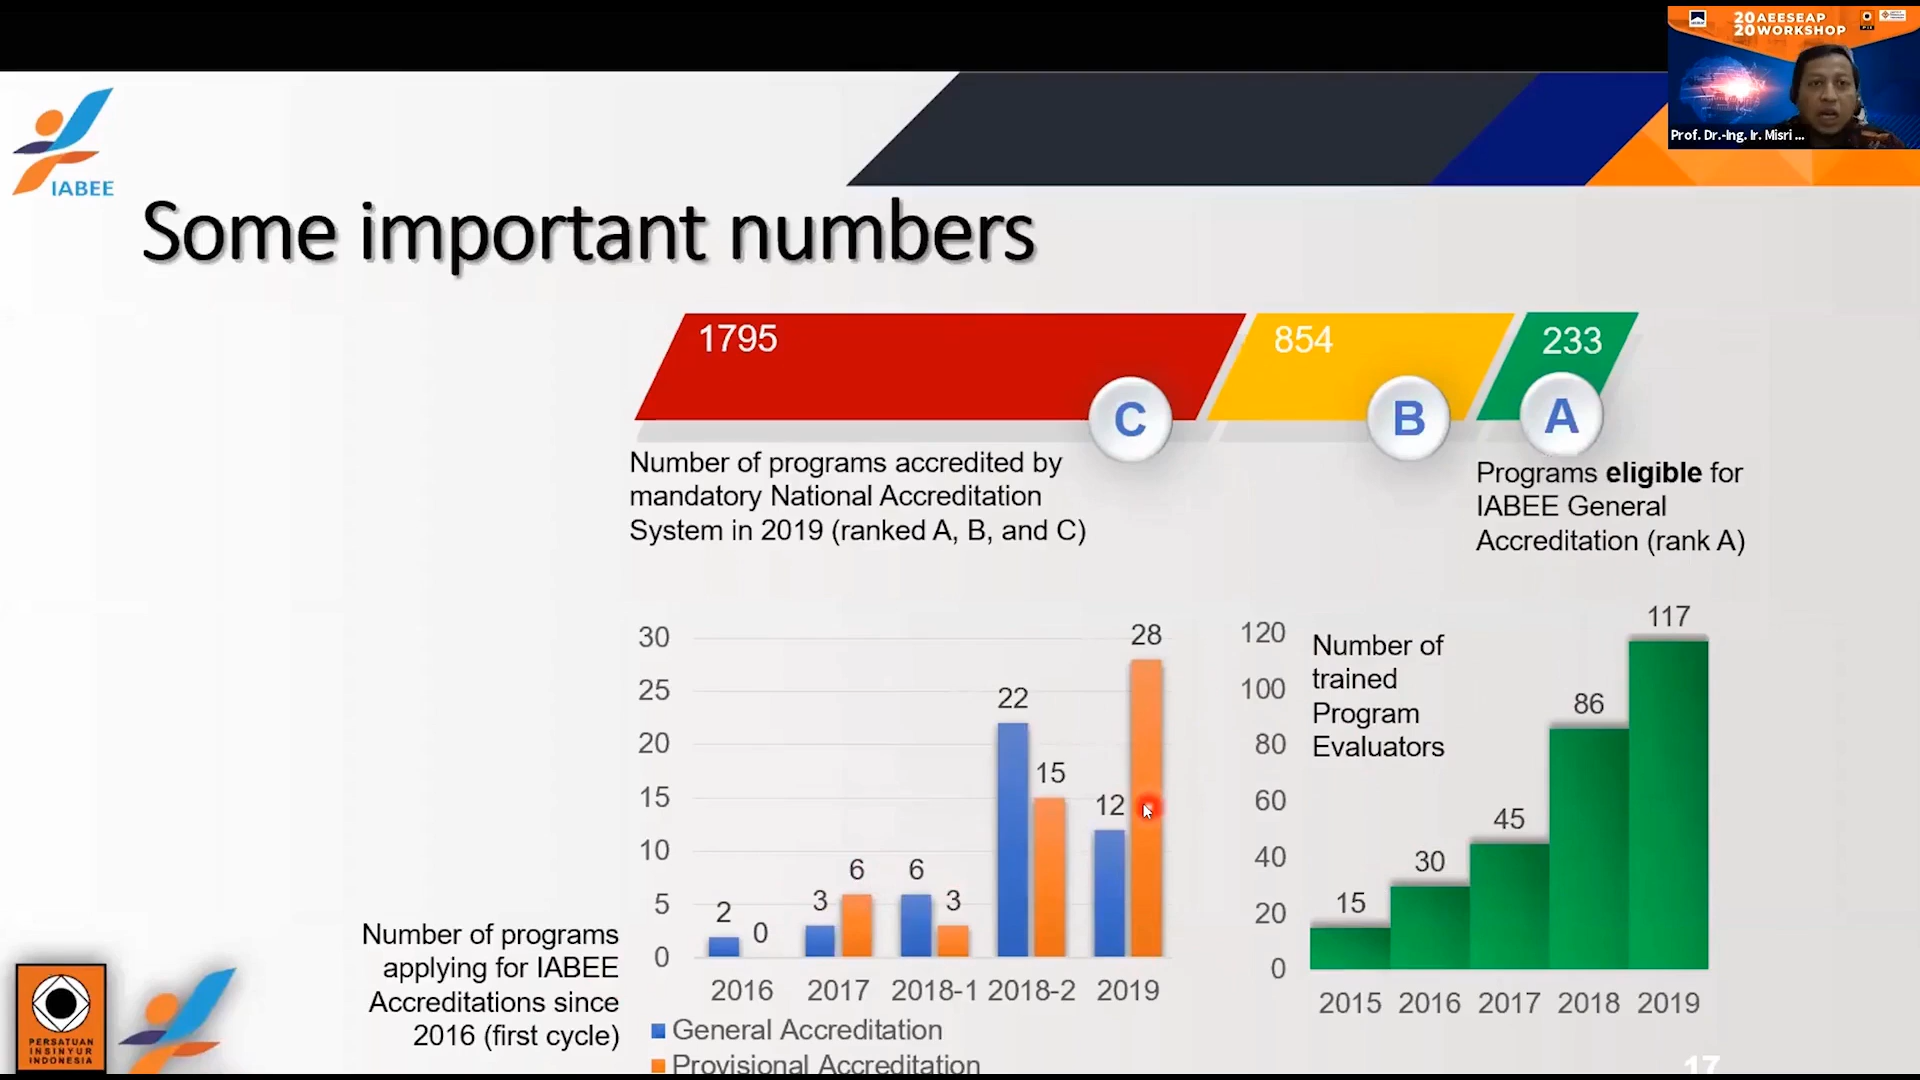 20 AEESEAP
20 WORKSHOP
Prof. Dr.-Ing. Ir. Misri ...
IABEE
Some important numbers
1795
854
233
C
B
A
Number of programs accredited by
mandatory National Accreditation
System in 2019 (ranked A, B, and C)
Programs eligible for
IABEE General
Accreditation (rank A)
Number of programs
applying for IABEE
Accreditations since
2016 (first cycle)
30
25
20
15
10
5
0
2
0
3
6
6
3
22
15
12
28
2016 2017 2018-1 2018-2 2019
General Accreditation
Provisional Accreditation
Number of
trained
Program
Evaluators
120
100
80
60
40
20
0
15
30
45
86
117
2015 2016 2017 2018 2019
PERSATUAN
INSINYUR
INDONESIA
17